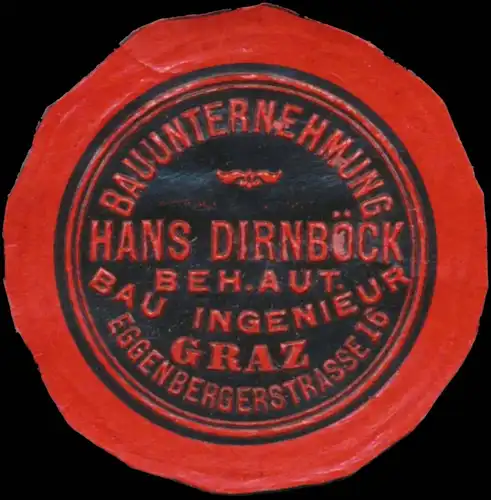 BAUUNTERNEHMUNG
HANS DIRNBÖCK
BEH. AUT.
BAU INGENIEUR
GRAZ
EGGENBERGERSTRASSE 16